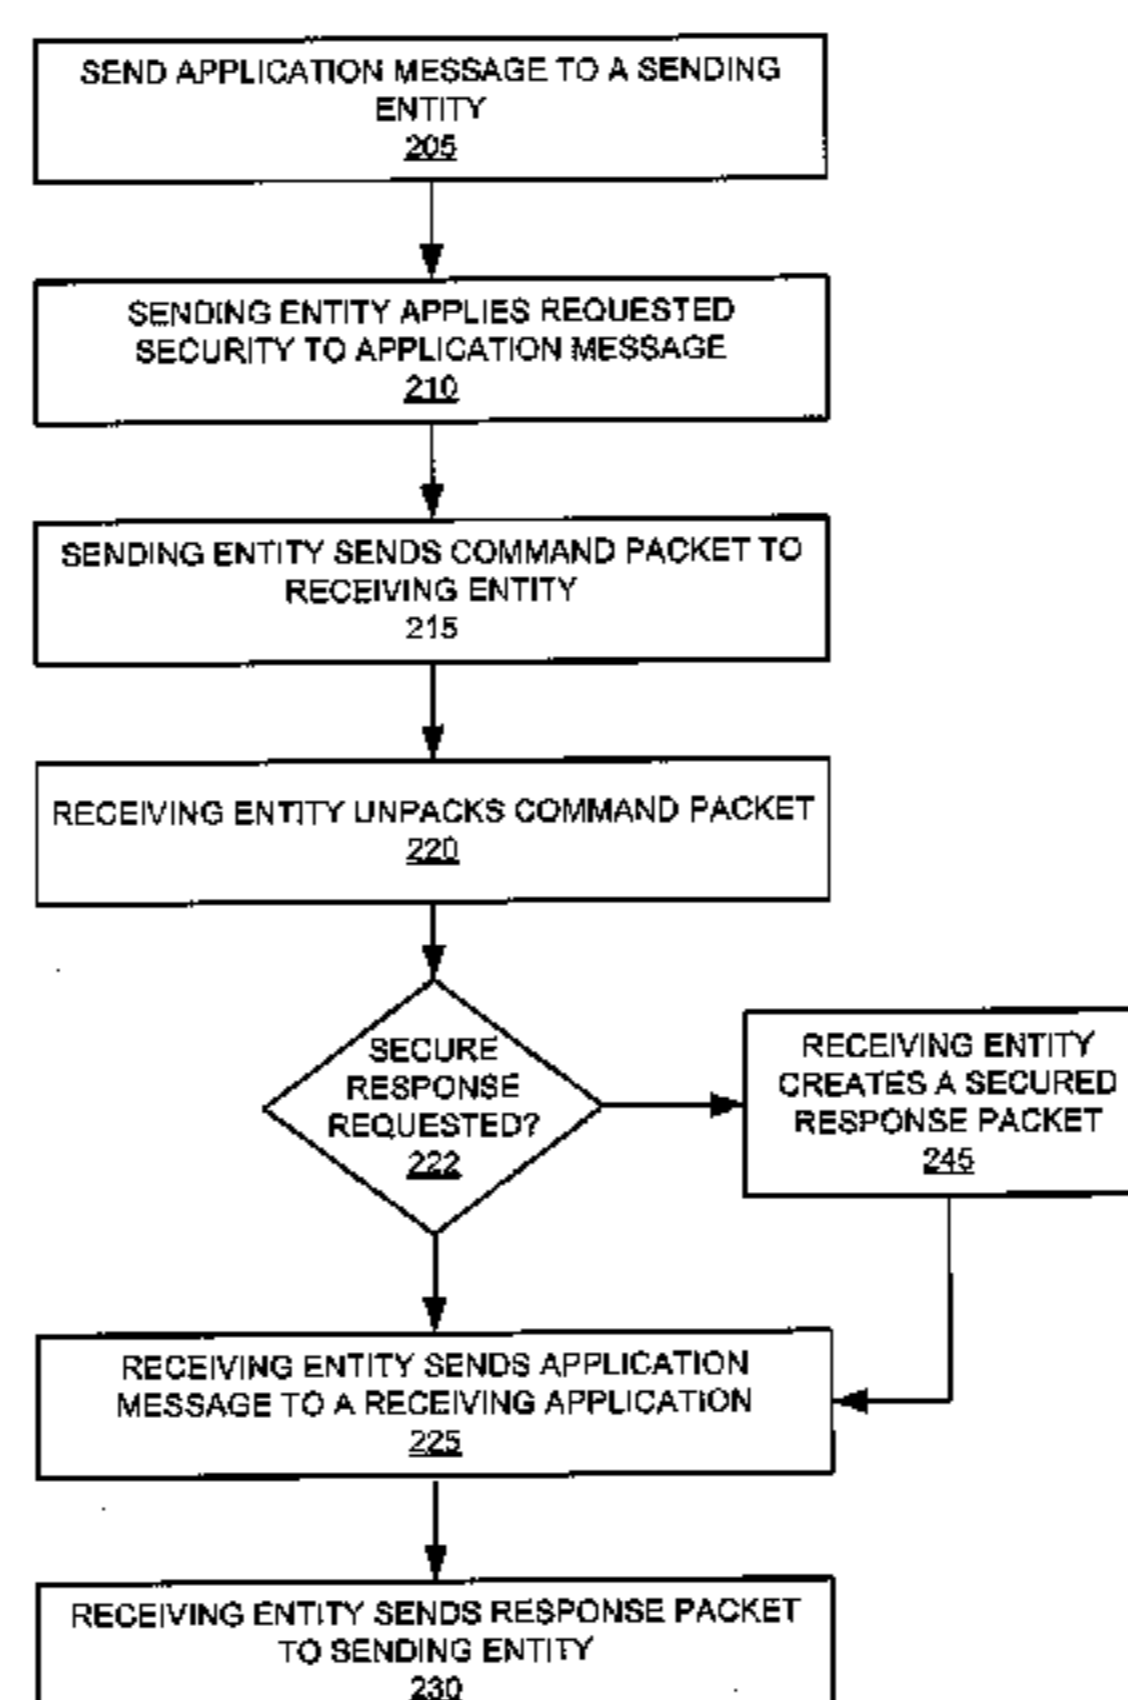 SEND APPLICATION MESSAGE TO A SENDING
ENTITY
205
SENDING ENTITY APPLIES REQUESTED
SECURITY TO APPLICATION MESSAGE
210
SENDING ENTITY SENDS COMMAND PACKET TO
RECEIVING ENTITY
215
RECEIVING ENTITY UNPACKS COMMAND PACKET
220
SECURE
RESPONSE
REQUESTED?
222
RECEIVING ENTITY
CREATES A SECURED
RESPONSE PACKET
245
RECEIVING ENTITY SENDS APPLICATION
MESSAGE TO A RECEIVING APPLICATION
225
RECEIVING ENTITY SENDS RESPONSE PACKET
TO SENDING ENTITY
230